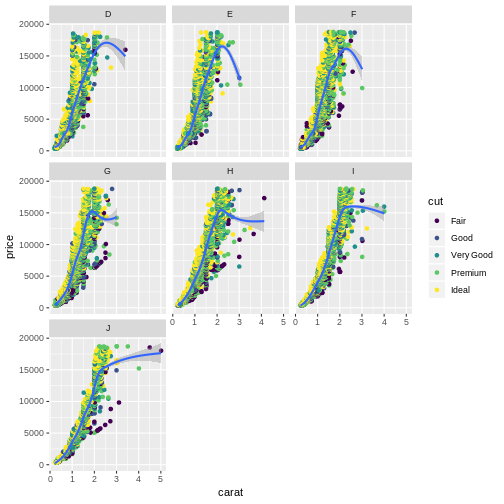 D
E
F
20000
15000
10000
5000
0
G
H
I
20000
15000
10000
5000
0
0 1 2 3 4 5
0 1 2 3 4 5
J
20000
15000
10000
5000
0
0 1 2 3 4 5
carat
price
cut
Fair
Good
Very Good
Premium
Ideal